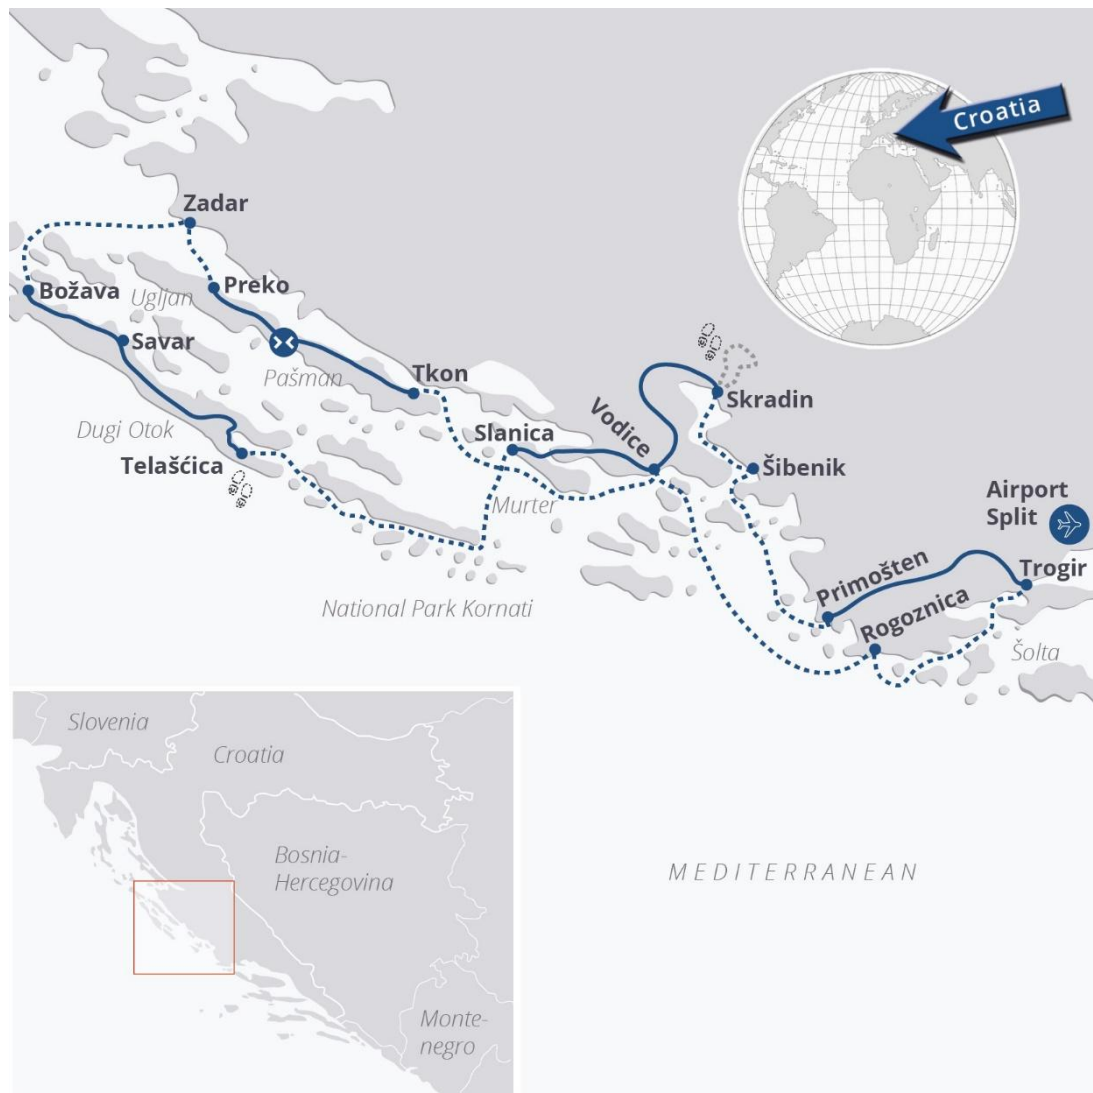 Croatia
Zadar
Božava
Ugljan
Preko
Savar
Pašman
Tkon
Skradin
Vodice
Dugi Otok
Slanica
Telašćica
Šibenik
Murter
Airport
Split
Primošten
Trogir
National Park Kornati
Rogoznica
Šolta
Slovenia
Croatia
Bosnia-
Hercegovina
MEDITERRANEAN
Monte-
negro